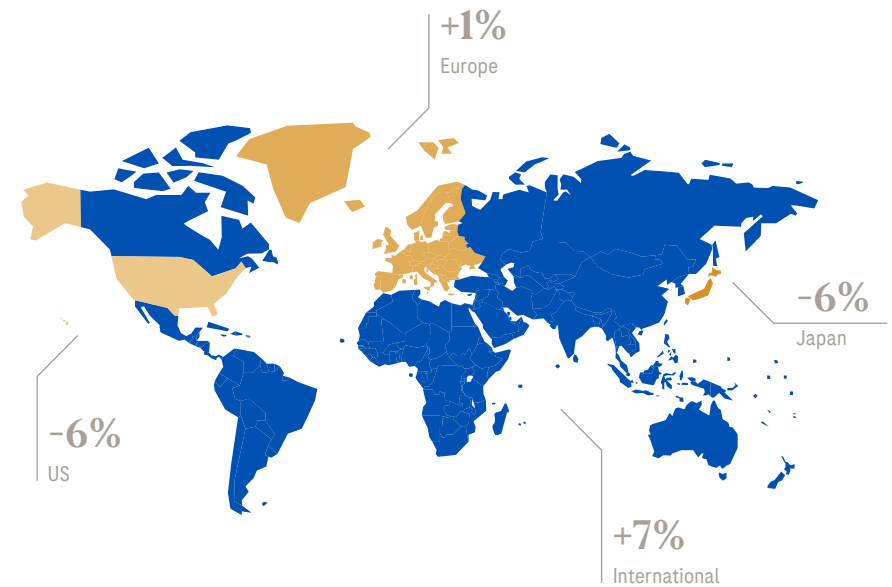 +1%
Europe
-6%
Japan
-6%
US
+7%
International